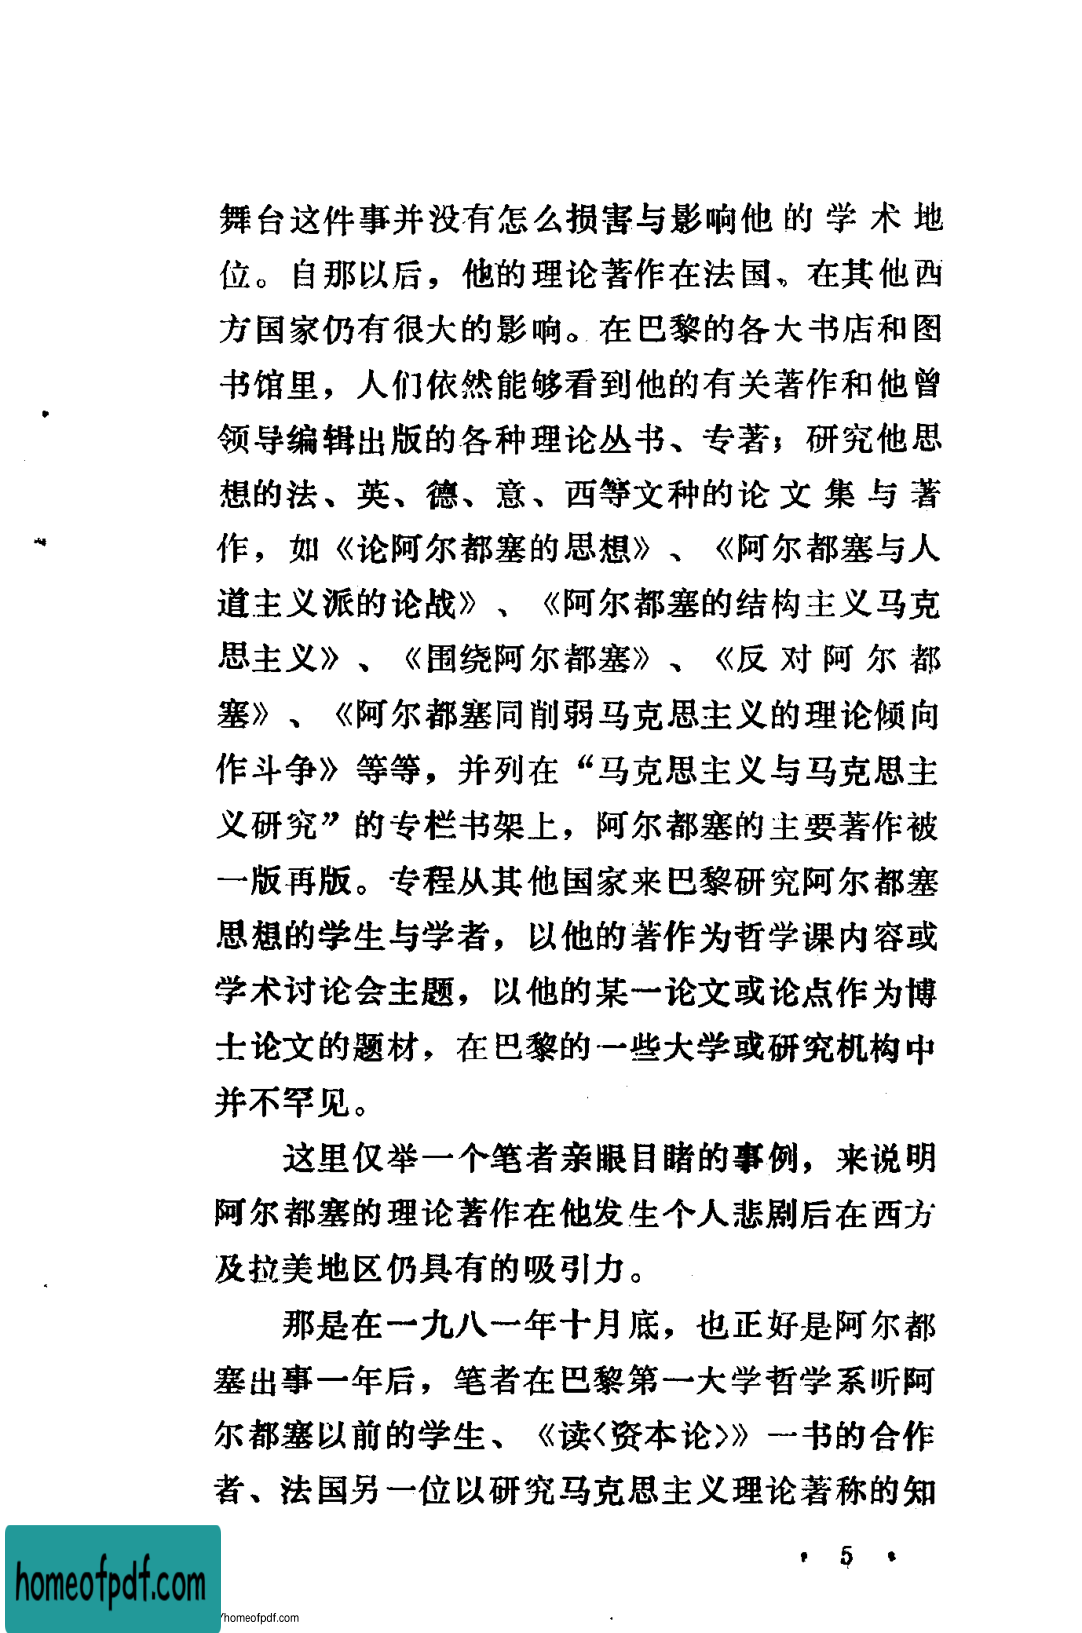 舞台这件事并没有怎么损害与影响他的学术地
位。自那以后，他的理论著作在法国、在其他西
方国家仍有很大的影响。在巴黎的各大书店和图
书馆里，人们依然能够看到他的有关著作和他曾
领导编辑出版的各种理论丛书、专著；研究他思
想的法、英、德、意、西等文种的论文集与著
作，如《论阿尔都塞的思想》、《阿尔都塞与人
道主义派的论战》、《阿尔都塞的结构主义马克
思主义》、《围绕阿尔都塞》、《反对阿尔都
塞》、《阿尔都塞同削弱马克思主义的理论倾向
作斗争》等等，并列在“马克思主义与马克思主
义研究”的专栏书架上，阿尔都塞的主要著作被
一版再版。专程从其他国家来巴黎研究阿尔都塞
思想的学生与学者，以他的著作为哲学课内容或
学术讨论会主题，以他的某一论文或论点作为博
士论文的题材，在巴黎的一些大学或研究机构中
并不罕见。
这里仅举一个笔者亲眼目睹的事例，来说明
阿尔都塞的理论著作在他发生个人悲剧后在西方
及拉美地区仍具有的吸引力。
那是在一九八一年十月底，也正好是阿尔都
塞出事一年后，笔者在巴黎第一大学哲学系听阿
尔都塞以前的学生、《读〈资本论〉》一书的合作
者、法国另一位以研究马克思主义理论著称的知
· 5 ·
homeofpdf.com
/homeofpdf.com